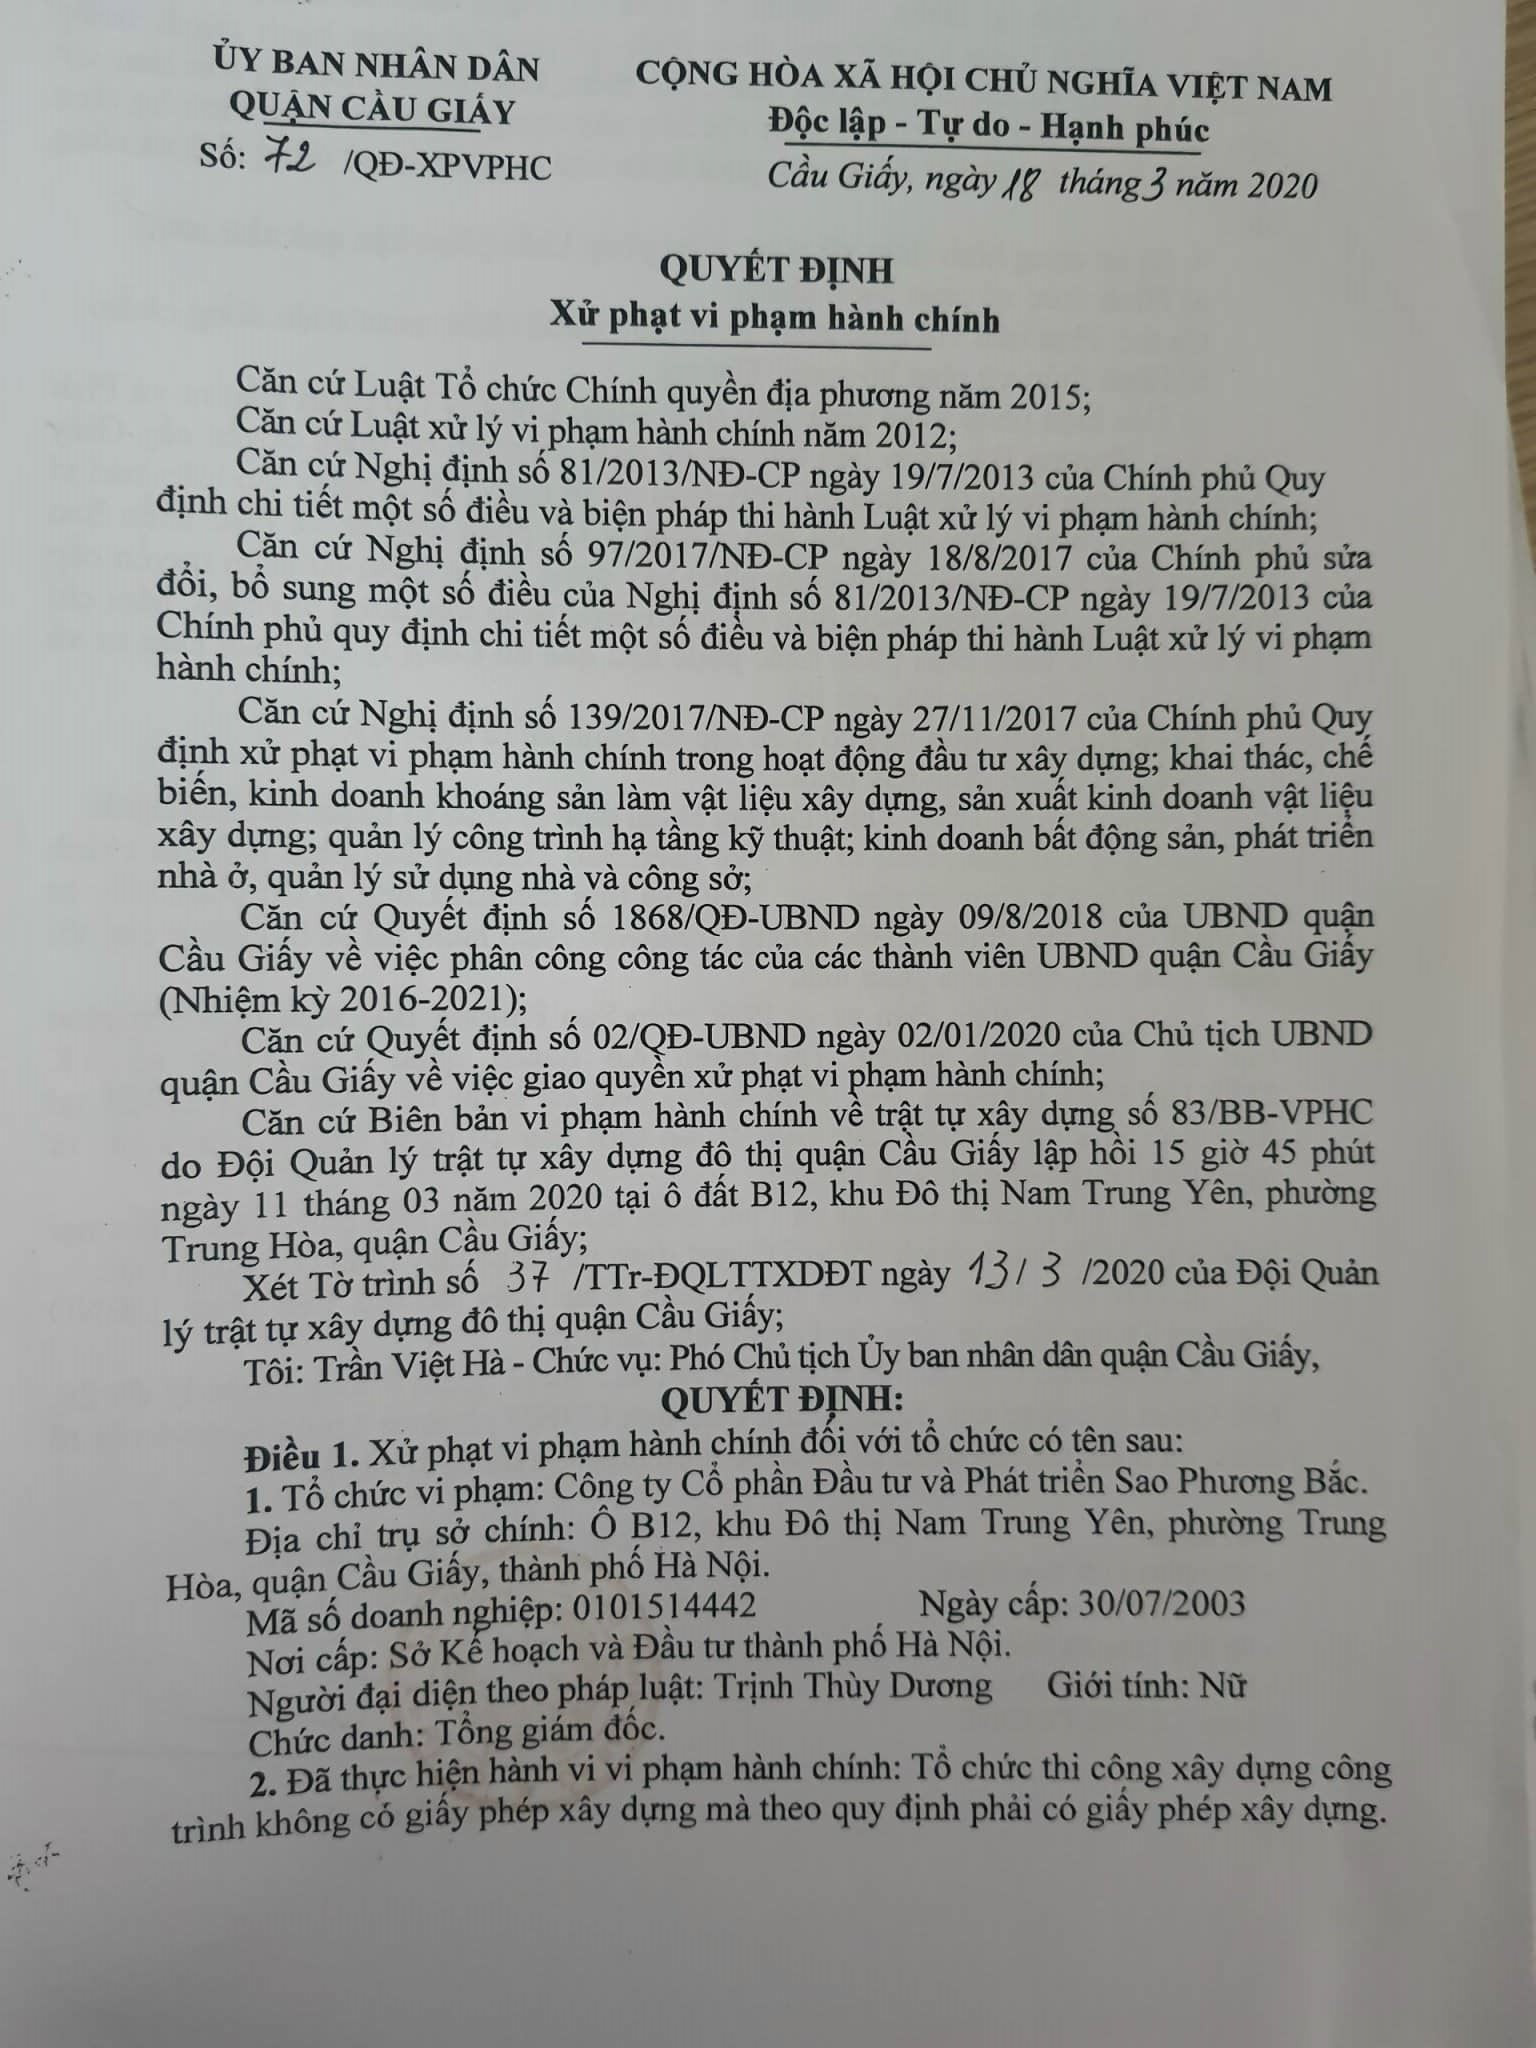 ỦY BAN NHÂN DÂN
QUẬN CẦU GIẤY
Số: 72 /QĐ-XPVPHC
CỘNG HÒA XÃ HỘI CHỦ NGHĨA VIỆT NAM
Độc lập - Tự do - Hạnh phúc
Cầu Giấy, ngày 18 tháng 3 năm 2020
QUYẾT ĐỊNH
Xử phạt vi phạm hành chính
Căn cứ Luật Tổ chức Chính quyền địa phương năm 2015;
Căn cứ Luật xử lý vi phạm hành chính năm 2012;
Căn cứ Nghị định số 81/2013/NĐ-CP ngày 19/7/2013 của Chính phủ Quy
định chi tiết một số điều và biện pháp thi hành Luật xử lý vi phạm hành chính;
Căn cứ Nghị định số 97/2017/NĐ-CP ngày 18/8/2017 của Chính phủ sửa
đổi, bổ sung một số điều của Nghị định số 81/2013/NĐ-CP ngày 19/7/2013 của
Chính phủ quy định chi tiết một số điều và biện pháp thi hành Luật xử lý vi phạm
hành chính;
Căn cứ Nghị định số 139/2017/NĐ-CP ngày 27/11/2017 của Chính phủ Quy
định xử phạt vi phạm hành chính trong hoạt động đầu tư xây dựng; khai thác, chế
biến, kinh doanh khoáng sản làm vật liệu xây dựng, sản xuất kinh doanh vật liệu
xây dựng; quản lý công trình hạ tầng kỹ thuật; kinh doanh bất động sản, phát triển
nhà ở, quản lý sử dụng nhà và công sở;
Căn cứ Quyết định số 1868/QĐ-UBND ngày 09/8/2018 của UBND quận
Cầu Giấy về việc phân công công tác của các thành viên UBND quận Cầu Giấy
(Nhiệm kỳ 2016-2021);
Căn cứ Quyết định số 02/QĐ-UBND ngày 02/01/2020 của Chủ tịch UBND
quận Cầu Giấy về việc giao quyền xử phạt vi phạm hành chính;
Căn cứ Biên bản vi phạm hành chính về trật tự xây dựng số 83/BB-VPHC
do Đội Quản lý trật tự xây dựng đô thị quận Cầu Giấy lập hồi 15 giờ 45 phút
ngày 11 tháng 03 năm 2020 tại ô đất B12, khu Đô thị Nam Trung Yên, phường
Trung Hòa, quận Cầu Giấy;
Xét Tờ trình số 37 /TTr-ĐQLTTXDĐT ngày 13/ 3 /2020 của Đội Quản
lý trật tự xây dựng đô thị quận Cầu Giấy;
Tôi: Trần Việt Hà - Chức vụ: Phó Chủ tịch Ủy ban nhân dân quận Cầu Giấy,
QUYẾT ĐỊNH:
Điều 1. Xử phạt vi phạm hành chính đối với tổ chức có tên sau:
1. Tổ chức vi phạm: Công ty Cổ phần Đầu tư và Phát triển Sao Phương Bắc.
Địa chỉ trụ sở chính: Ô B12, khu Đô thị Nam Trung Yên, phường Trung
Hòa, quận Cầu Giấy, thành phố Hà Nội.
Mã số doanh nghiệp: 0101514442 Ngày cấp: 30/07/2003
Nơi cấp: Sở Kế hoạch và Đầu tư thành phố Hà Nội.
Người đại diện theo pháp luật: Trịnh Thùy Dương Giới tính: Nữ
Chức danh: Tổng giám đốc.
2. Đã thực hiện hành vi vi phạm hành chính: Tổ chức thi công xây dựng công
trình không có giấy phép xây dựng mà theo quy định phải có giấy phép xây dựng.